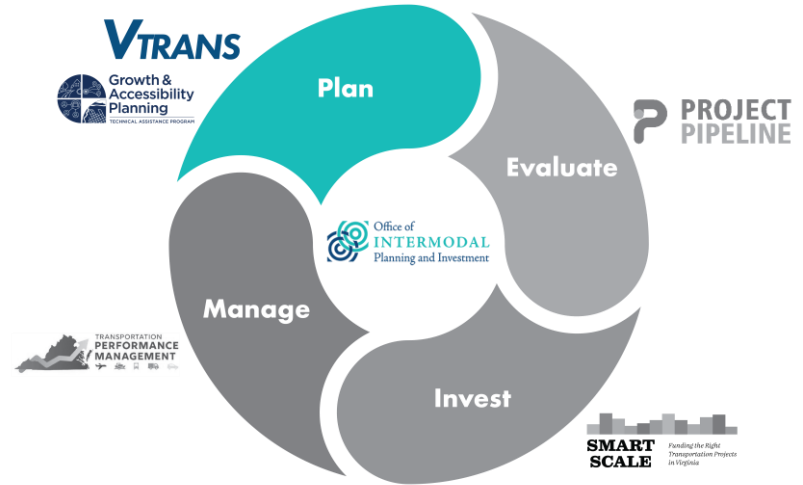 VTRANS
Growth &
Accessibility
Planning
TECHNICAL ASSISTANCE PROGRAM
Plan
PROJECT
PIPELINE
Evaluate
Office of
INTERMODAL
Planning and Investment
Manage
TRANSPORTATION
PERFORMANCE
MANAGEMENT
Invest
SMART
SCALE
Funding the Right
Transportation Projects
in Virginia